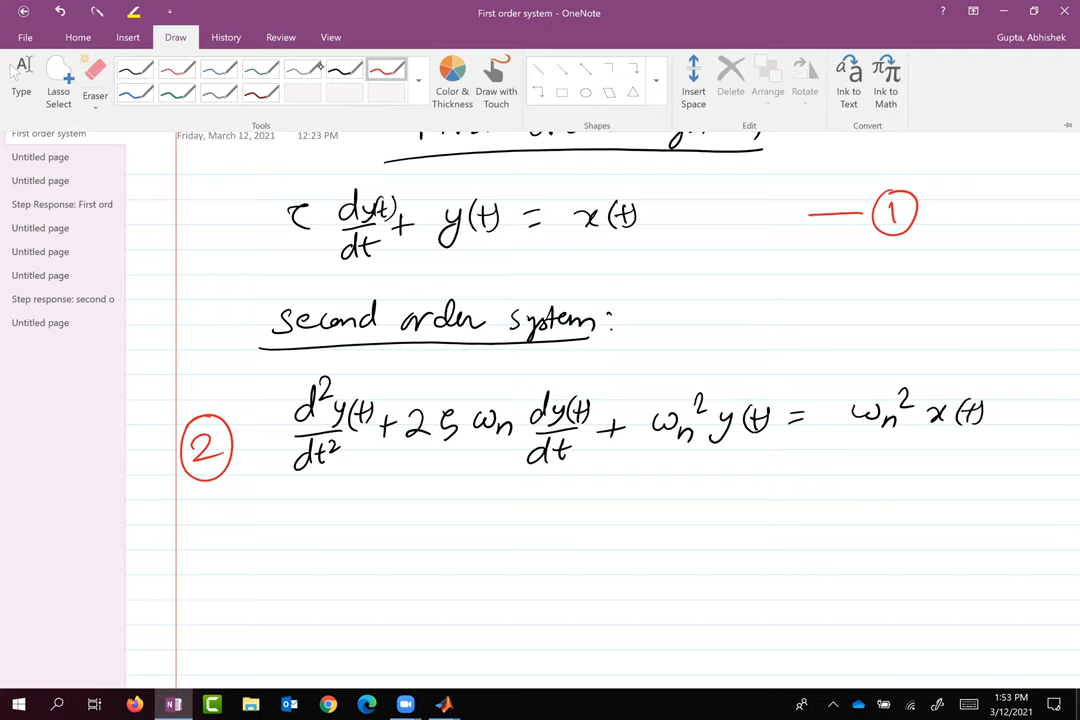 First order system - OneNote
Gupta, Abhishek
File Home Insert Draw History Review View
Type
Lasso Select
Eraser
Color & Thickness
Draw with Touch
Insert Space
Delete
Arrange
Rotate
Ink to Text
Ink to Math
Tools
Shapes
Edit
Convert
First order system
Untitled page
Untitled page
Step Response: First ord
Untitled page
Untitled page
Untitled page
Step response: second o
Untitled page
Friday, March 12, 2021 12:23 PM
τ dy(t)/dt + y(t) = x(t) — 1
second order system:
2 d²y(t)/dt² + 2 ζ ωn dy(t)/dt + ωn² y(t) = ωn² x(t)
1:53 PM
3/12/2021